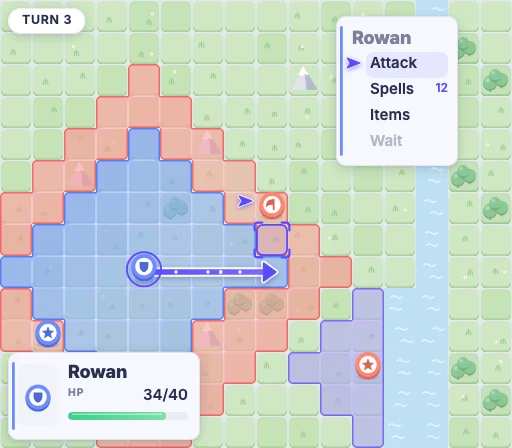 TURN 3
Rowan
Attack
Spells 12
Items
Wait
Rowan
HP 34/40